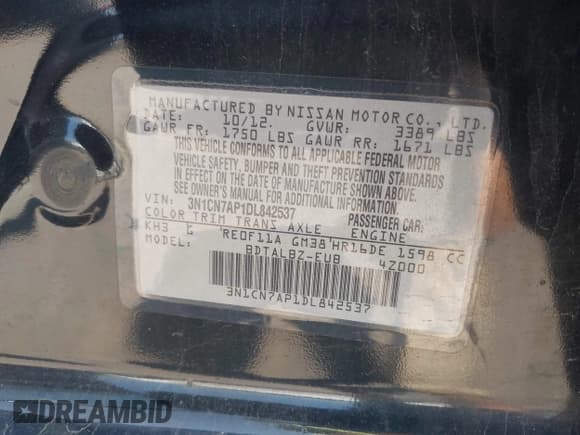 MANUFACTURED BY NISSAN MOTOR CO., LTD.
DATE: 10/12. GVWR: 3389 LBS
GAWR FR: 1750 LBS GAWR RR: 1671 LBS
THIS VEHICLE CONFORMS TO ALL APPLICABLE FEDERAL MOTOR
VEHICLE SAFETY, BUMPER AND THEFT PREVENTION STANDARDS
IN EFFECT ON THE DATE OF MANUFACTURE SHOWN ABOVE.
SEE OWNER'S MANUAL FOR ADDITIONAL INFORMATION.
VIN: 3N1CN7AP1DL842537 PASSENGER CAR
COLOR TRIM TRANS AXLE ENGINE
KH3 G RE0F11A GM38 HR16DE 1598 CC
MODEL: BDTALBZ-EUB 4Z000
3N1CN7AP1DL842537
DREAMBID